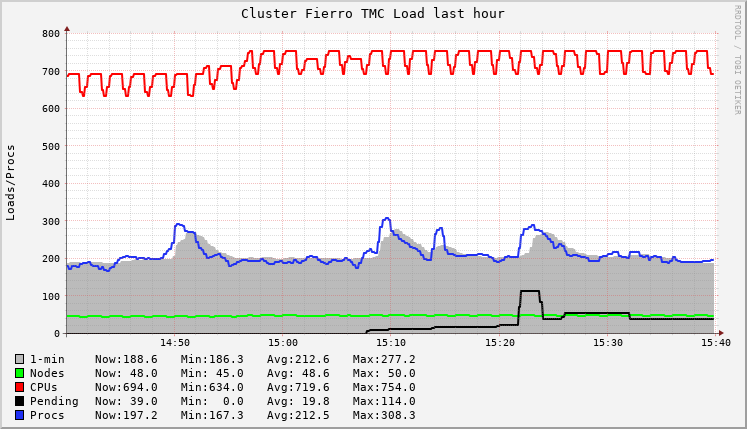 Cluster Fierro TMC Load last hour
RRDTOOL / TOBI OETIKER
Loads/Procs
800
700
600
500
400
300
200
100
0
14:50 15:00 15:10 15:20 15:30 15:40
1-min Now:188.6 Min:186.3 Avg:212.6 Max:277.2
Nodes Now: 48.0 Min: 45.0 Avg: 48.6 Max: 50.0
CPUs Now:694.0 Min:634.0 Avg:719.6 Max:754.0
Pending Now: 39.0 Min: 0.0 Avg: 19.8 Max:114.0
Procs Now:197.2 Min:167.3 Avg:212.5 Max:308.3